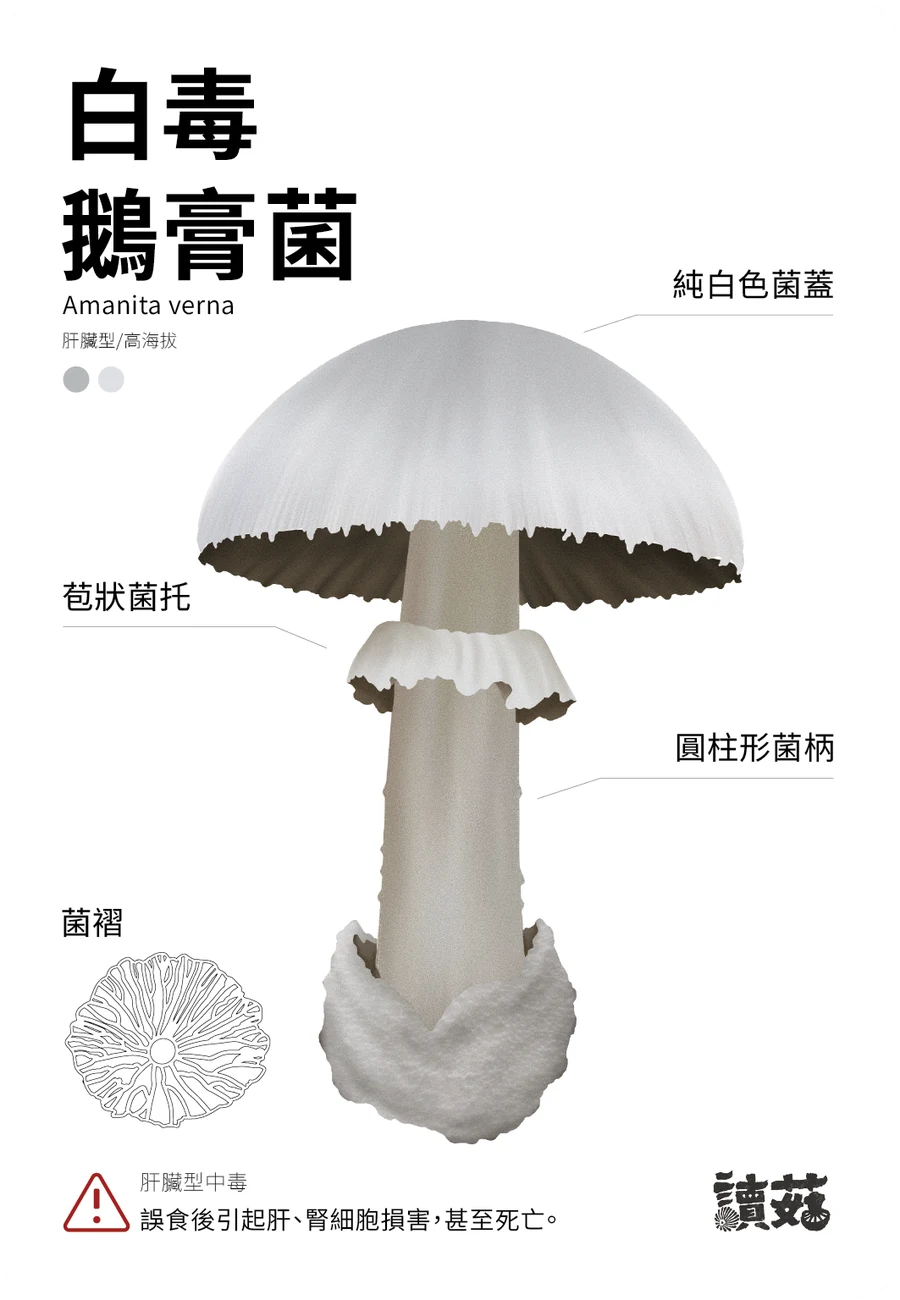 白毒
鵝膏菌
Amanita verna
肝臟型/高海拔
純白色菌蓋
苞狀菌托
圓柱形菌柄
菌褶
肝臟型中毒
誤食後引起肝、腎細胞損害,甚至死亡。
讀菇